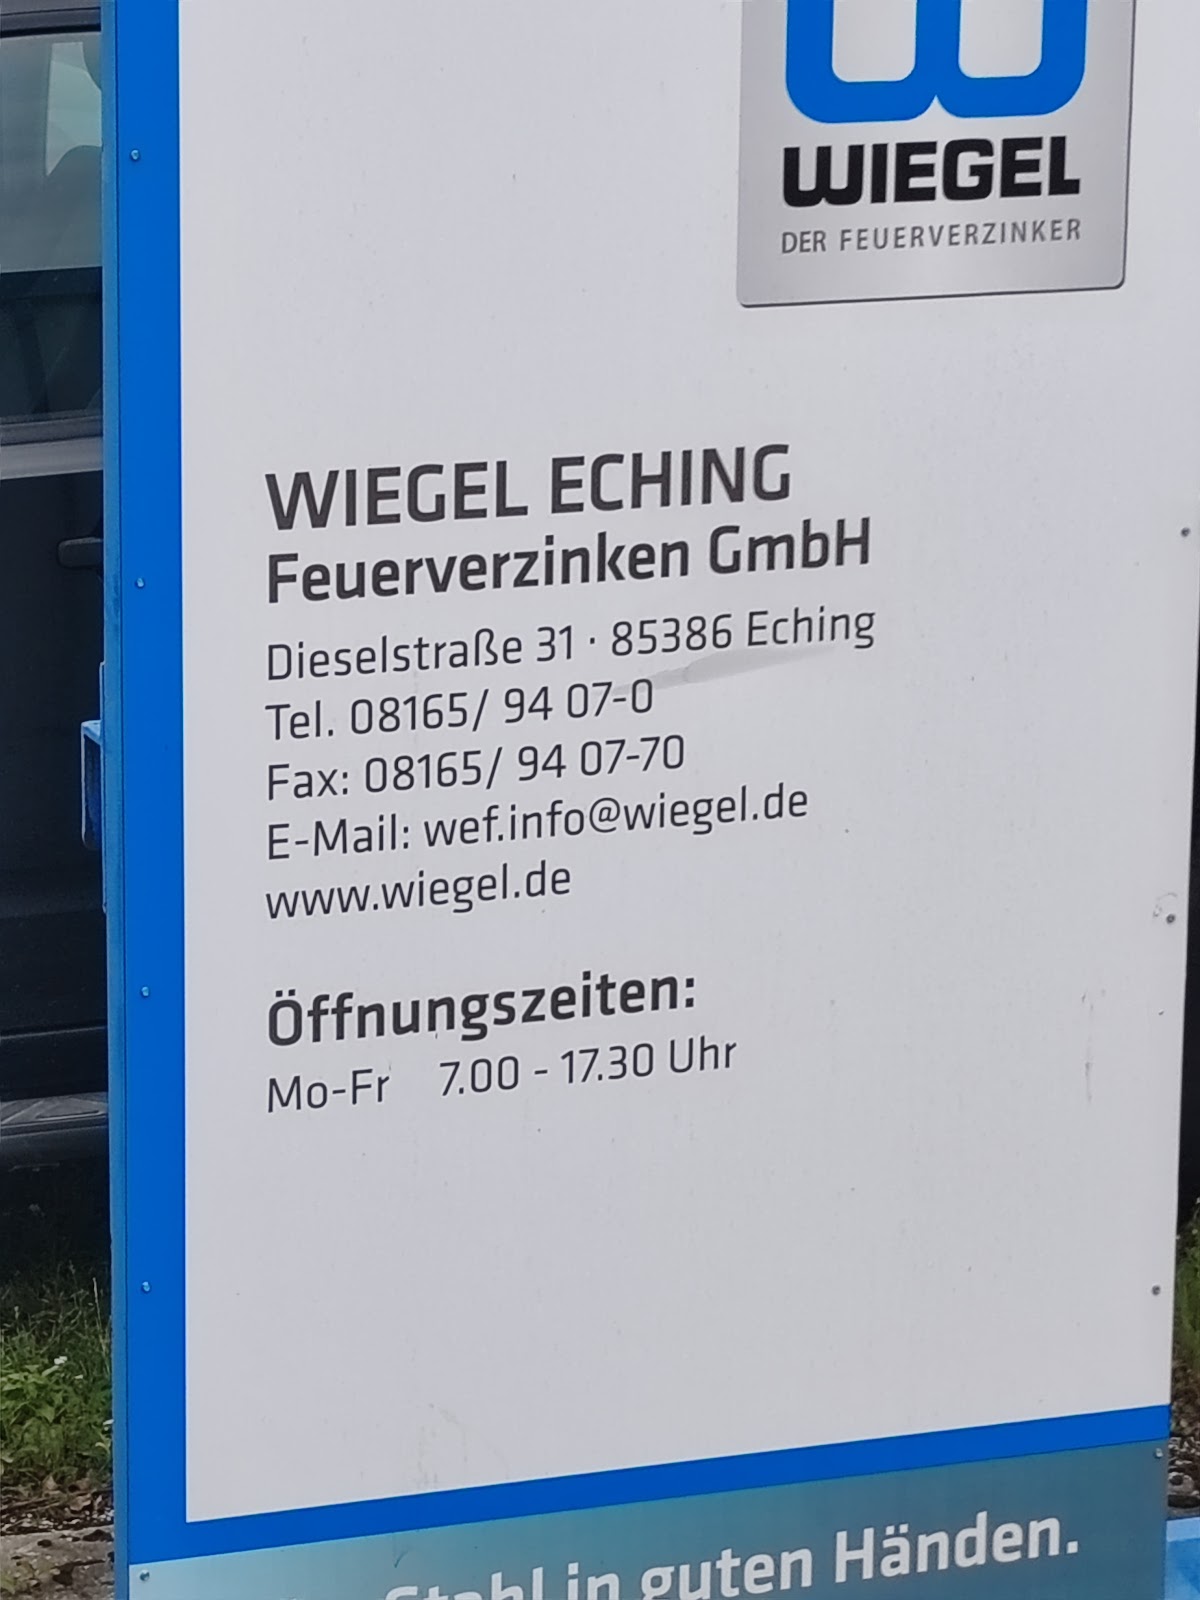 WIEGEL
DER FEUERVERZINKER
WIEGEL ECHING
Feuerverzinken GmbH
Dieselstraße 31 · 85386 Eching
Tel. 08165/ 94 07-0
Fax: 08165/ 94 07-70
E-Mail: wef.info@wiegel.de
www.wiegel.de
Öffnungszeiten:
Mo-Fr 7.00 - 17.30 Uhr
Stahl in guten Händen.